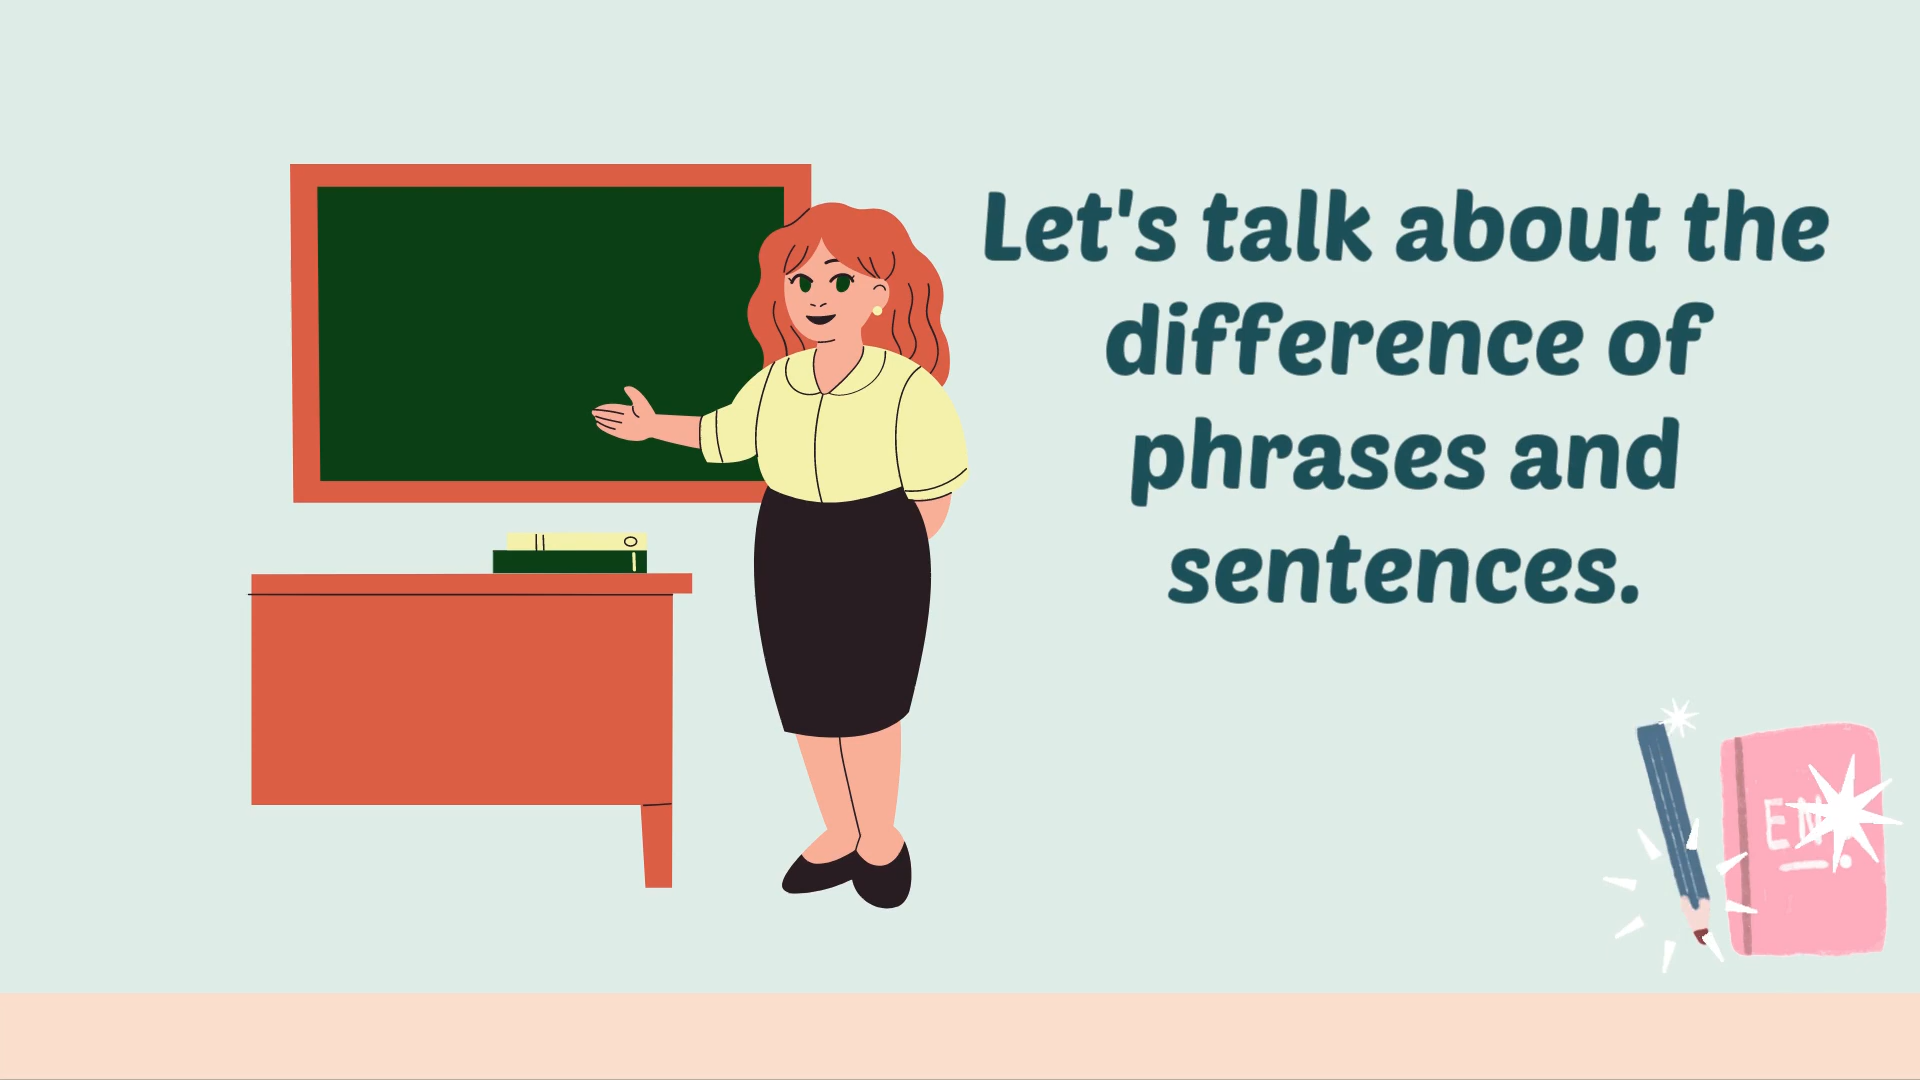 Let's talk about the
difference of
phrases and
sentences.